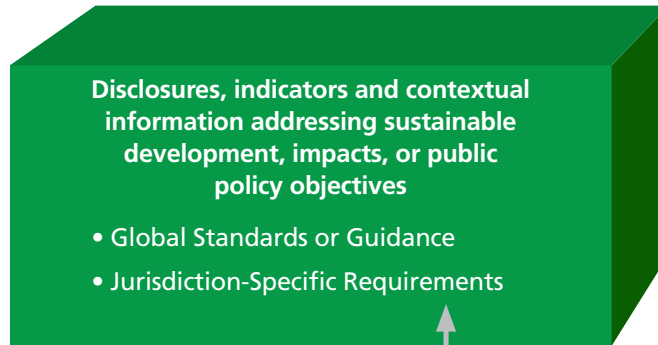 Disclosures, indicators and contextual
information addressing sustainable
development, impacts, or public
policy objectives
• Global Standards or Guidance
• Jurisdiction-Specific Requirements